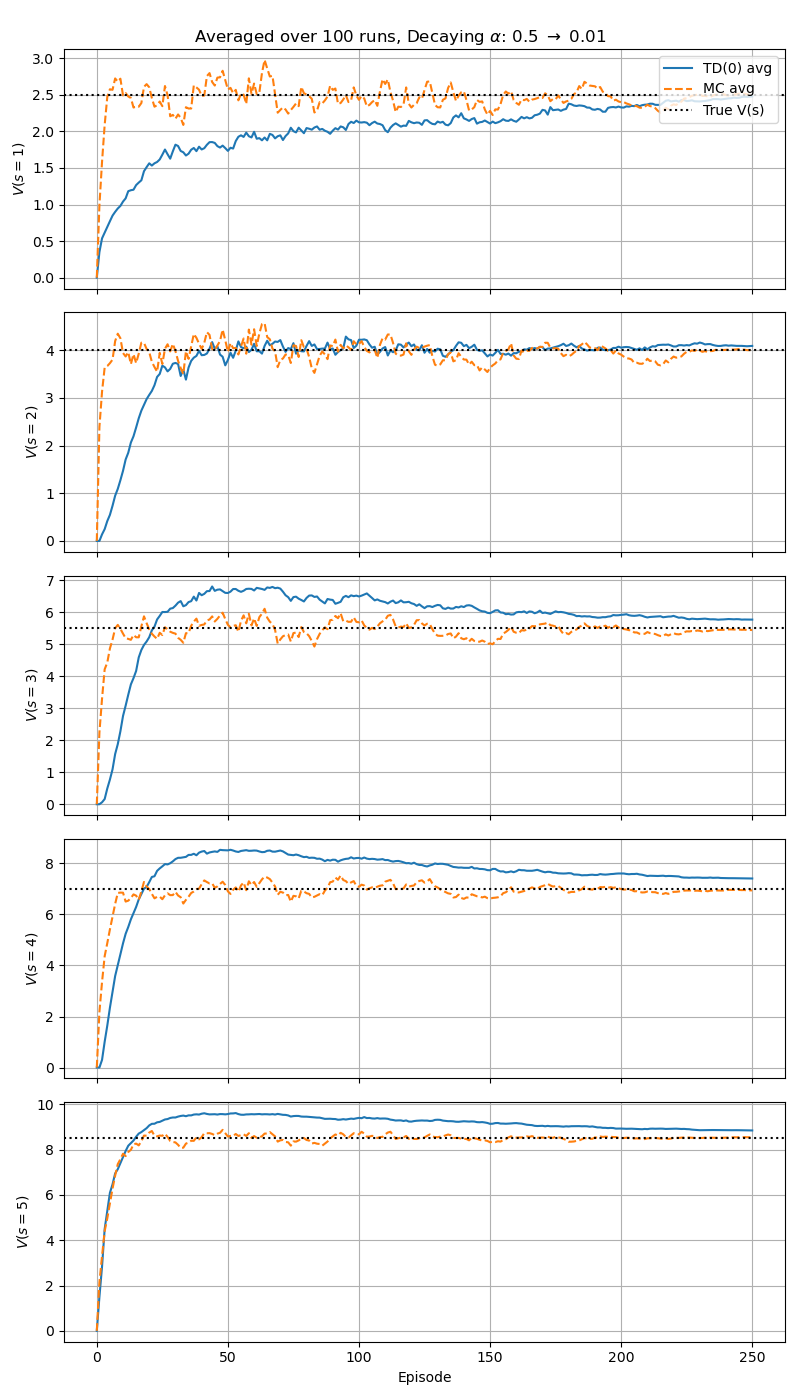 Averaged over 100 runs, Decaying α: 0.5 → 0.01
3.0
2.5
2.0
1.5
1.0
0.5
0.0
V(s = 1)
TD(0) avg
MC avg
True V(s)
4
3
2
1
0
V(s = 2)
7
6
5
4
3
2
1
0
V(s = 3)
8
6
4
2
0
V(s = 4)
10
8
6
4
2
0
V(s = 5)
0 50 100 150 200 250
Episode